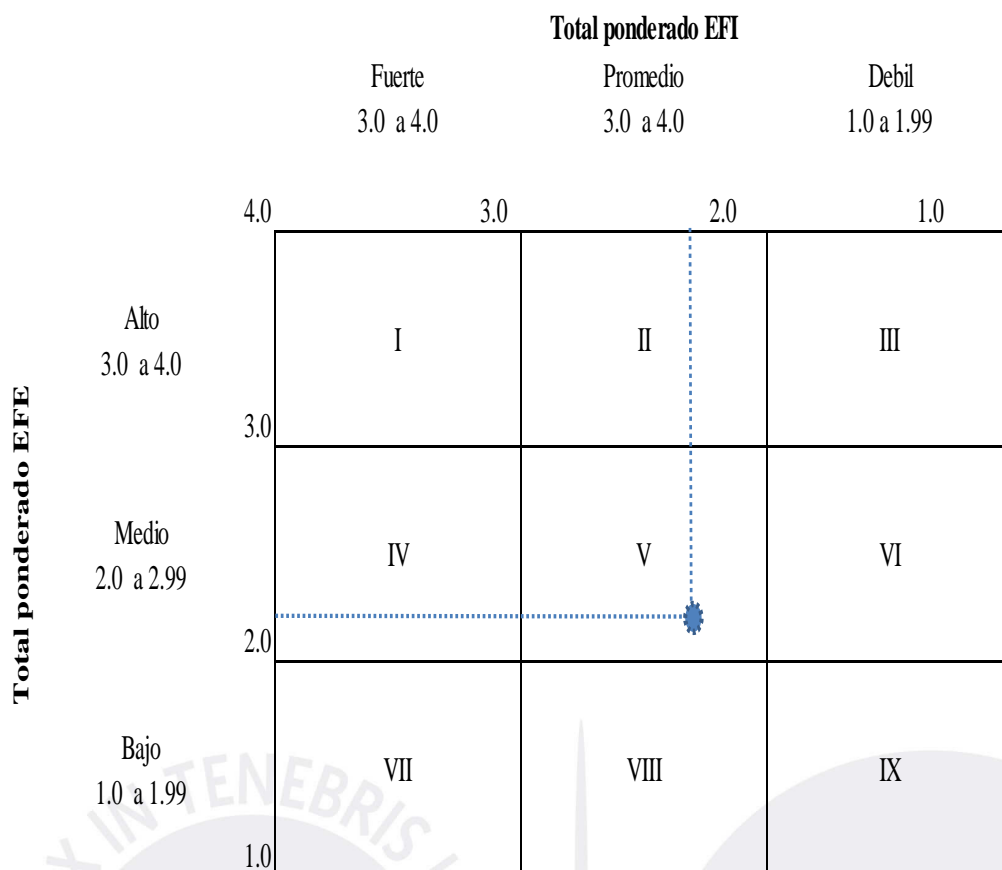 Total ponderado EFI
Fuerte Promedio Debil
3.0 a 4.0 3.0 a 4.0 1.0 a 1.99
4.0 3.0 2.0 1.0
Alto
3.0 a 4.0
I II III
3.0
Total ponderado EFE
Medio
2.0 a 2.99
IV V VI
2.0
Bajo
1.0 a 1.99
VII VIII IX
1.0
X IN TENEBRIS L